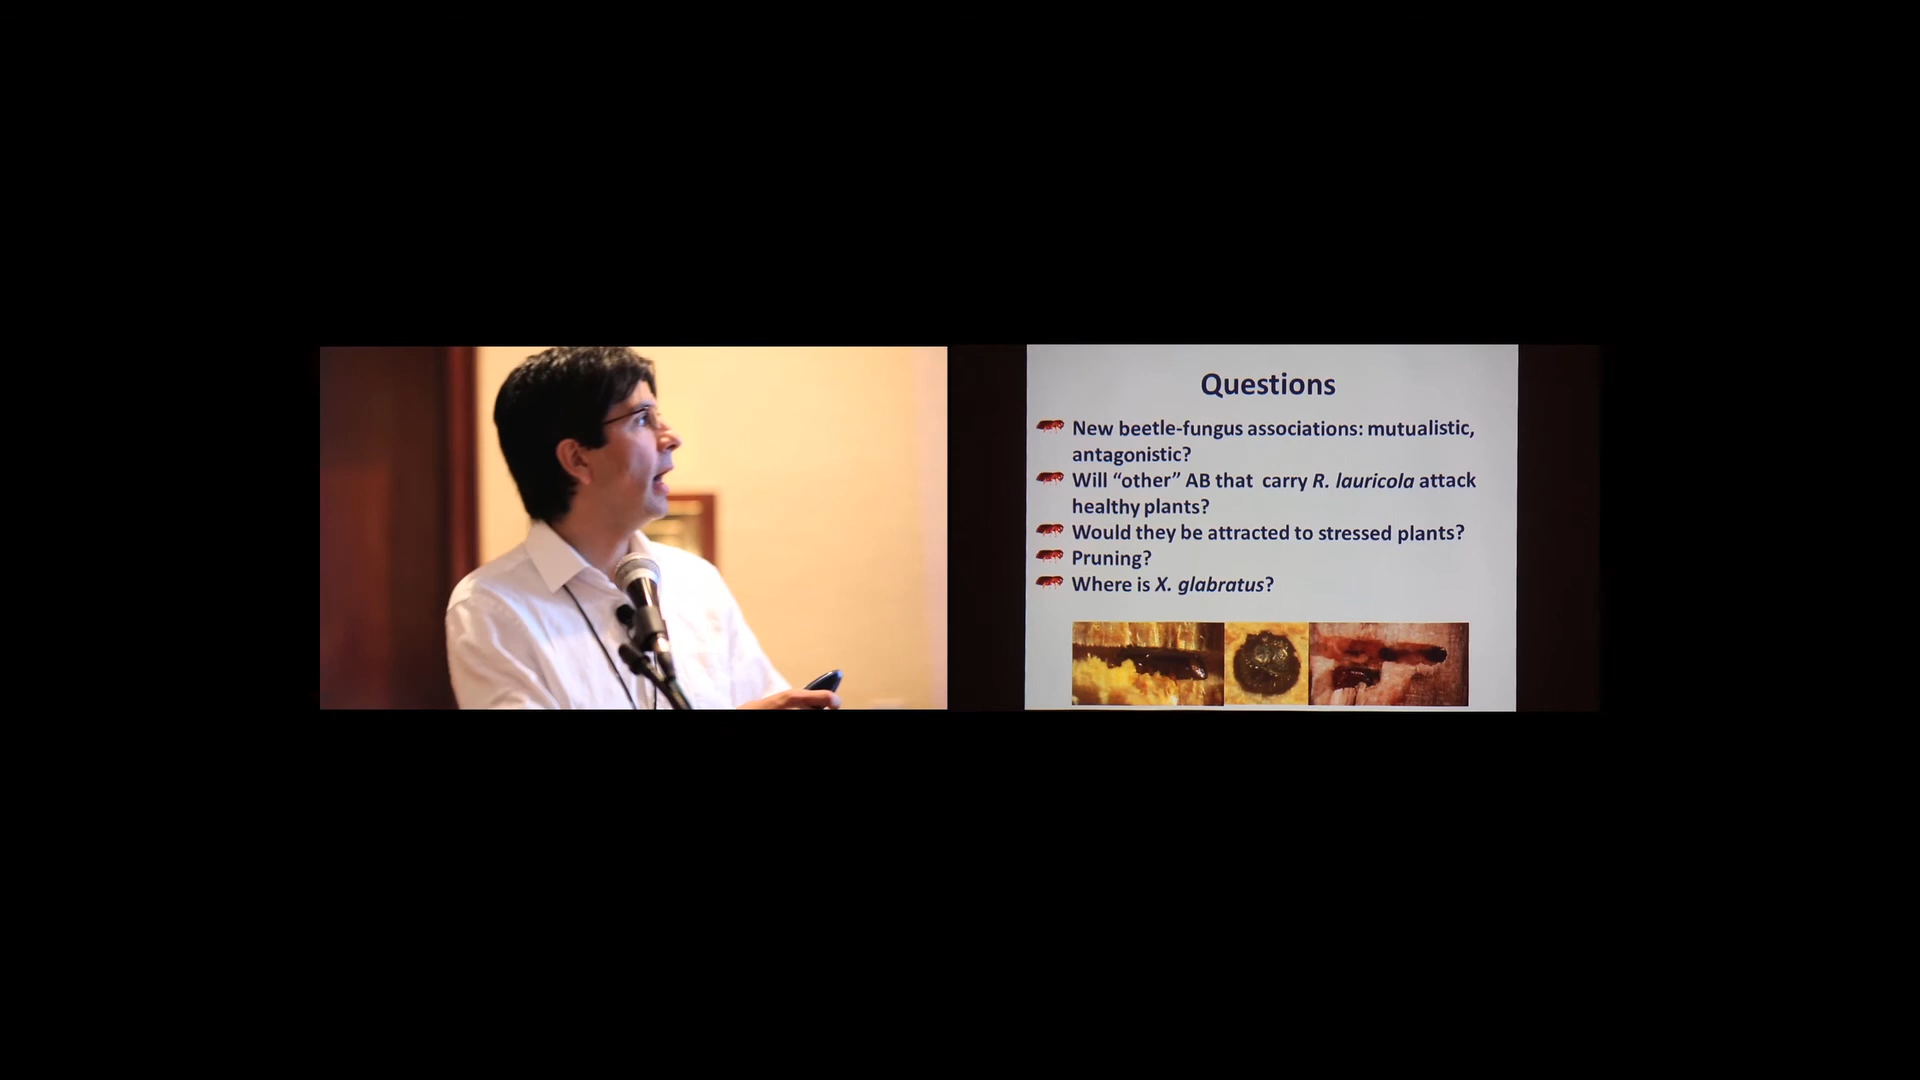 Questions
New beetle-fungus associations: mutualistic,
antagonistic?
Will “other” AB that carry R. lauricola attack
healthy plants?
Would they be attracted to stressed plants?
Pruning?
Where is X. glabratus?